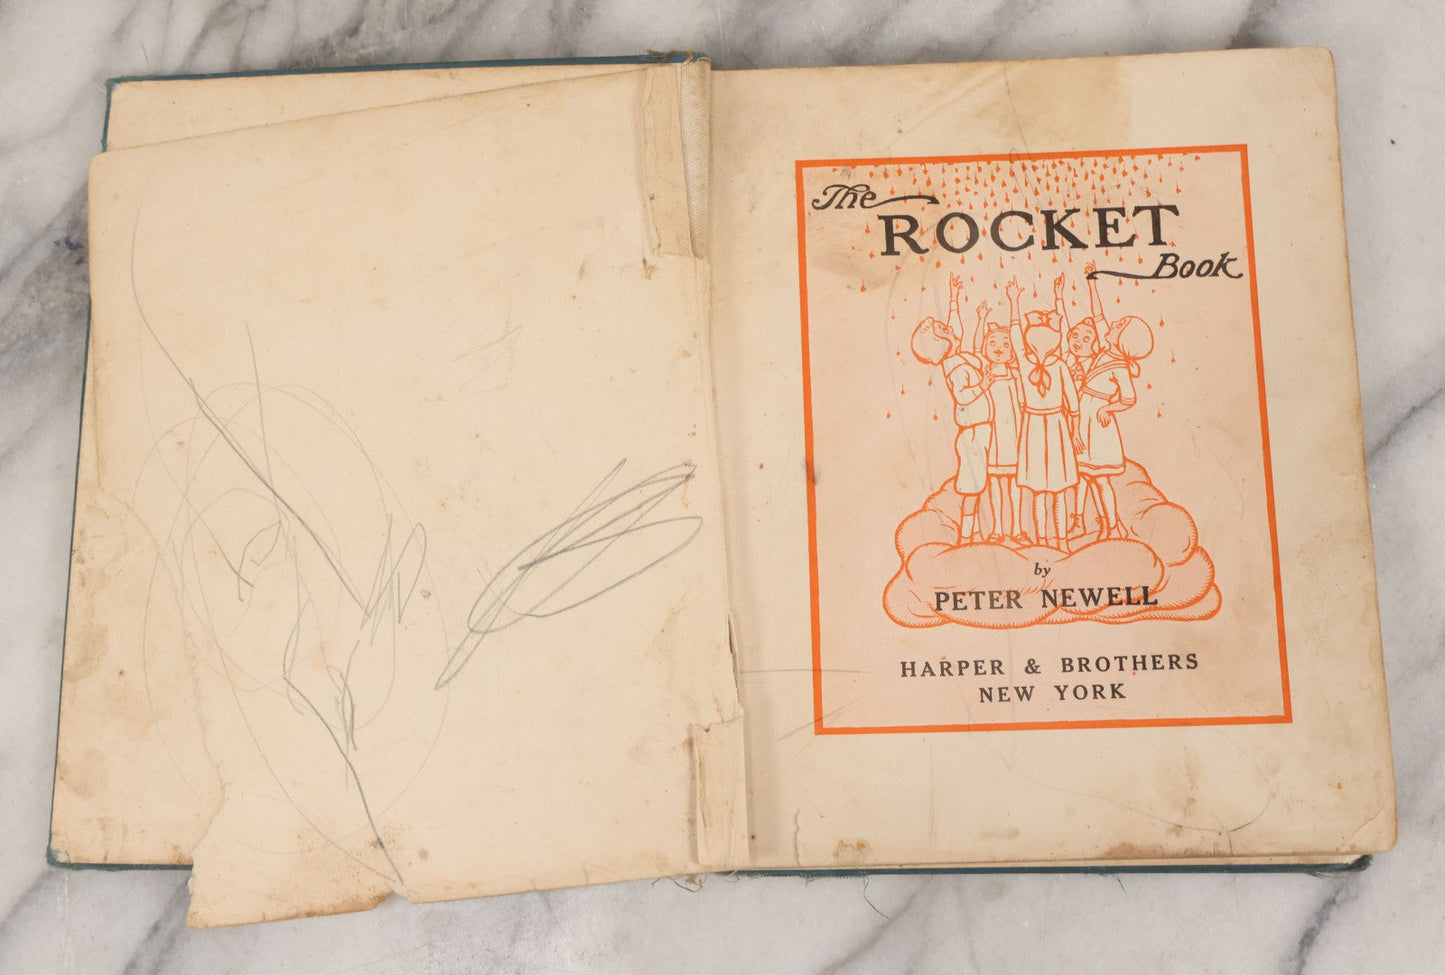 The
ROCKET
Book
by
PETER NEWELL
HARPER & BROTHERS
NEW YORK